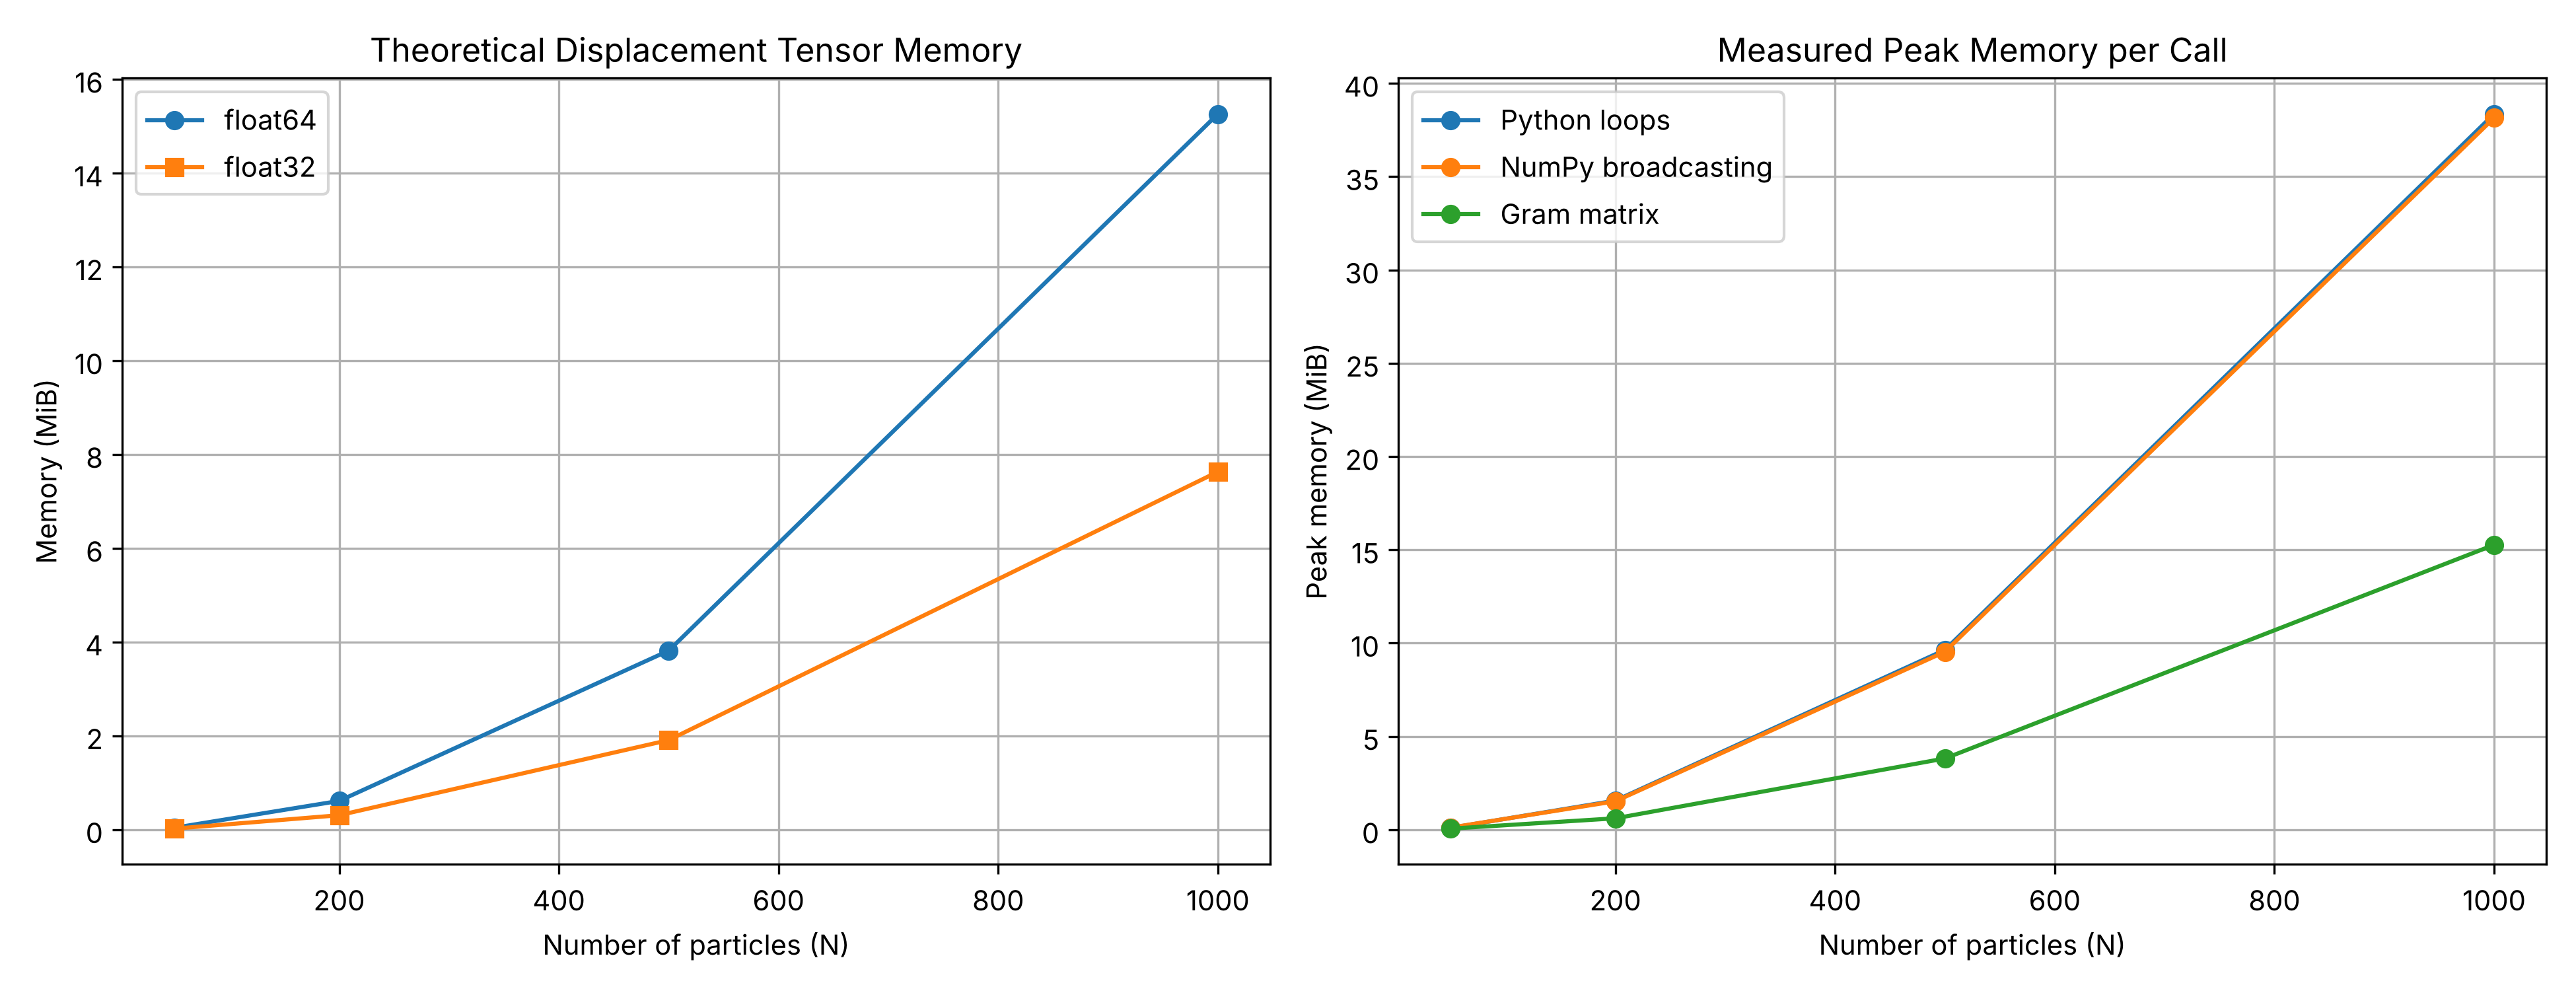 Theoretical Displacement Tensor Memory
float64
float32
16
14
12
10
8
6
4
2
0
Memory (MiB)
200 400 600 800 1000
Number of particles (N)
Measured Peak Memory per Call
Python loops
NumPy broadcasting
Gram matrix
40
35
30
25
20
15
10
5
0
Peak memory (MiB)
200 400 600 800 1000
Number of particles (N)